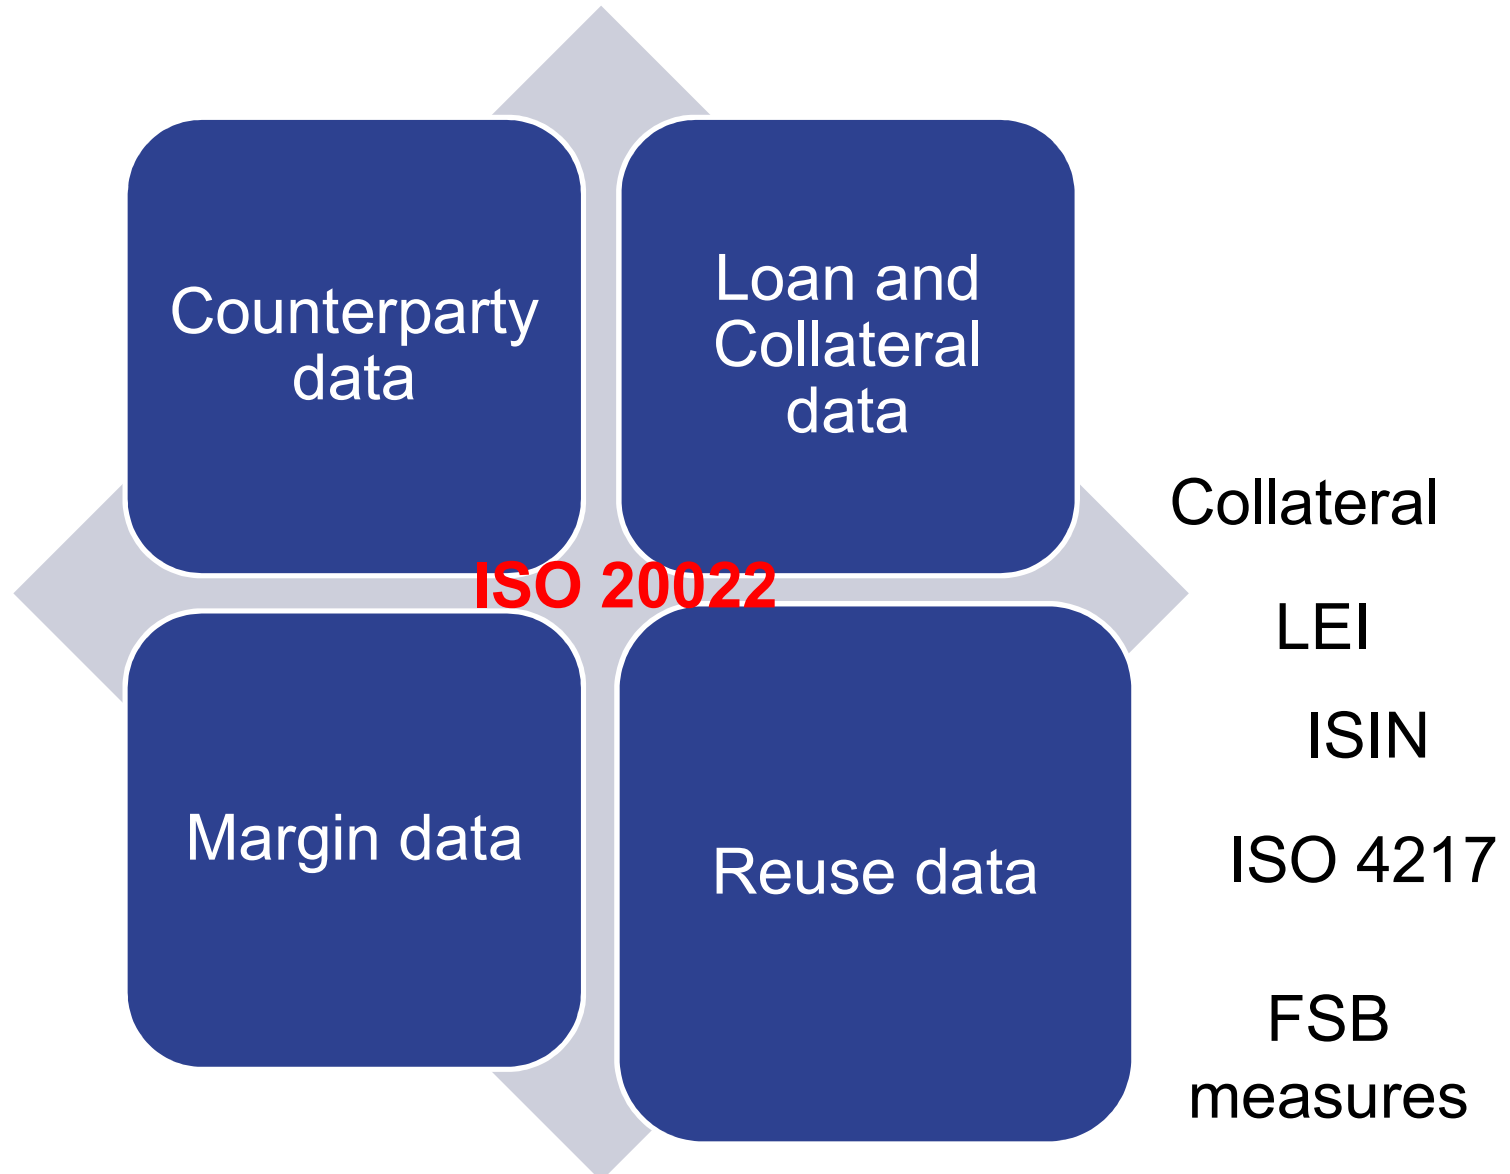 Counterparty
data
Loan and
Collateral
data
ISO 20022
Margin data
Reuse data
Collateral
LEI
ISIN
ISO 4217
FSB
measures